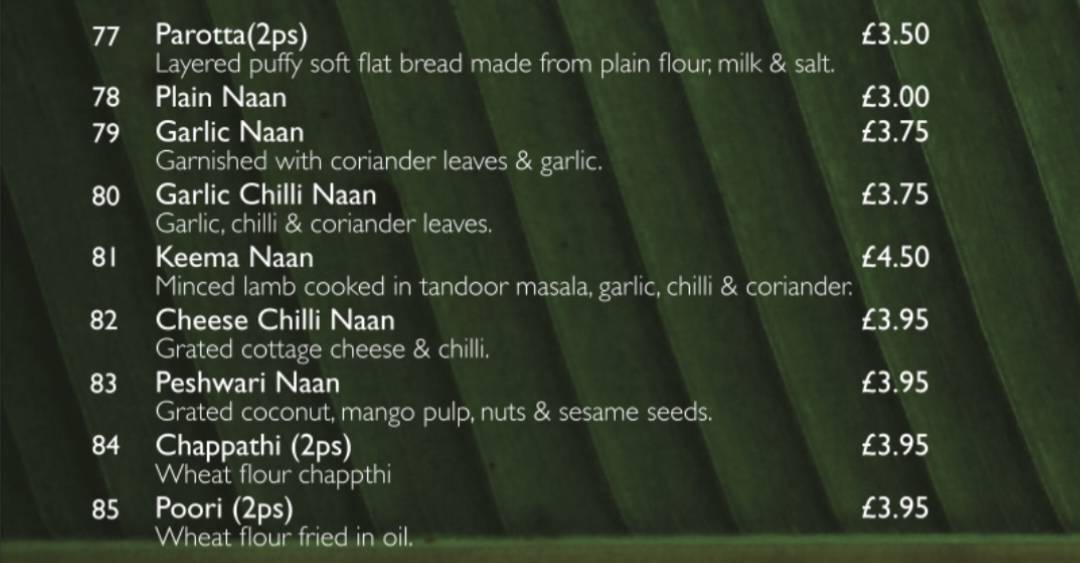 77 Parotta(2ps) £3.50
Layered puffy soft flat bread made from plain flour, milk & salt.
78 Plain Naan £3.00
79 Garlic Naan £3.75
Garnished with coriander leaves & garlic.
80 Garlic Chilli Naan £3.75
Garlic, chilli & coriander leaves.
81 Keema Naan £4.50
Minced lamb cooked in tandoor masala, garlic, chilli & coriander.
82 Cheese Chilli Naan £3.95
Grated cottage cheese & chilli.
83 Peshwari Naan £3.95
Grated coconut, mango pulp, nuts & sesame seeds.
84 Chappathi (2ps) £3.95
Wheat flour chappthi
85 Poori (2ps) £3.95
Wheat flour fried in oil.